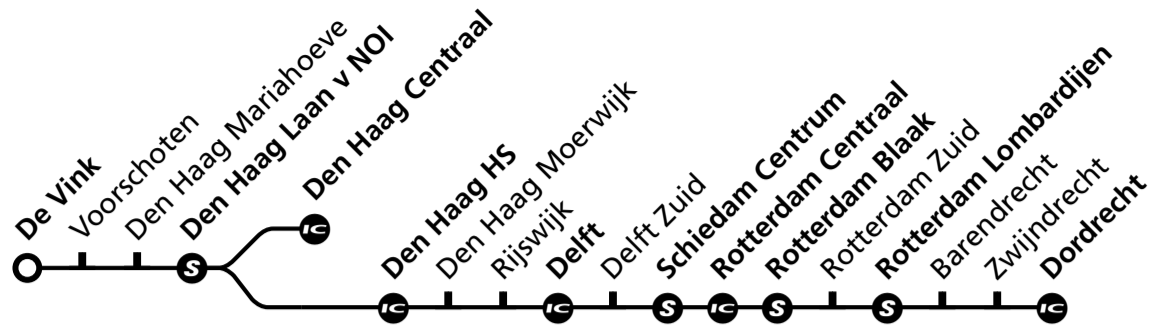 De Vink
Voorschoten
Den Haag Mariahoeve
Den Haag Laan v NOI
Den Haag Centraal
Den Haag HS
Den Haag Moerwijk
Rijswijk
Delft
Delft Zuid
Schiedam Centrum
Rotterdam Centraal
Rotterdam Blaak
Rotterdam Zuid
Rotterdam Lombardijen
Barendrecht
Zwijndrecht
Dordrecht
S
IC
IC
IC
S
IC
S
S
IC